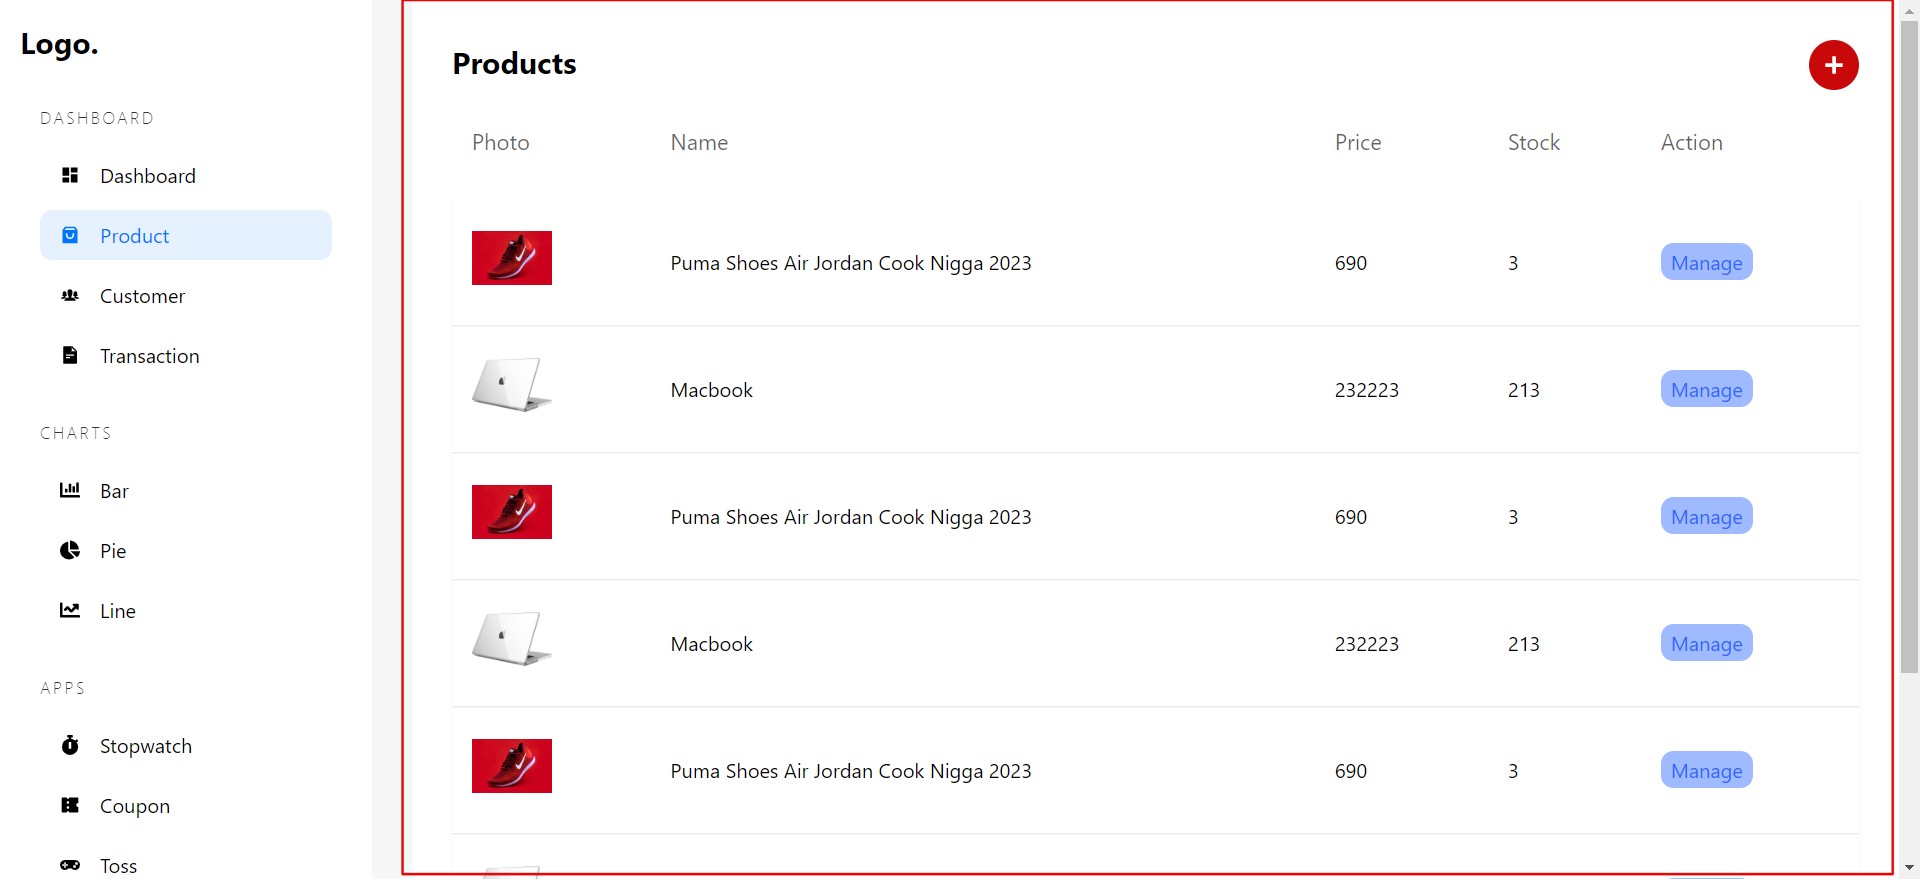 Logo.
DASHBOARD
Dashboard
Product
Customer
Transaction
CHARTS
Bar
Pie
Line
APPS
Stopwatch
Coupon
Toss
Products
+
Photo Name Price Stock Action
Puma Shoes Air Jordan Cook Nigga 2023 690 3 Manage
Macbook 232223 213 Manage
Puma Shoes Air Jordan Cook Nigga 2023 690 3 Manage
Macbook 232223 213 Manage
Puma Shoes Air Jordan Cook Nigga 2023 690 3 Manage